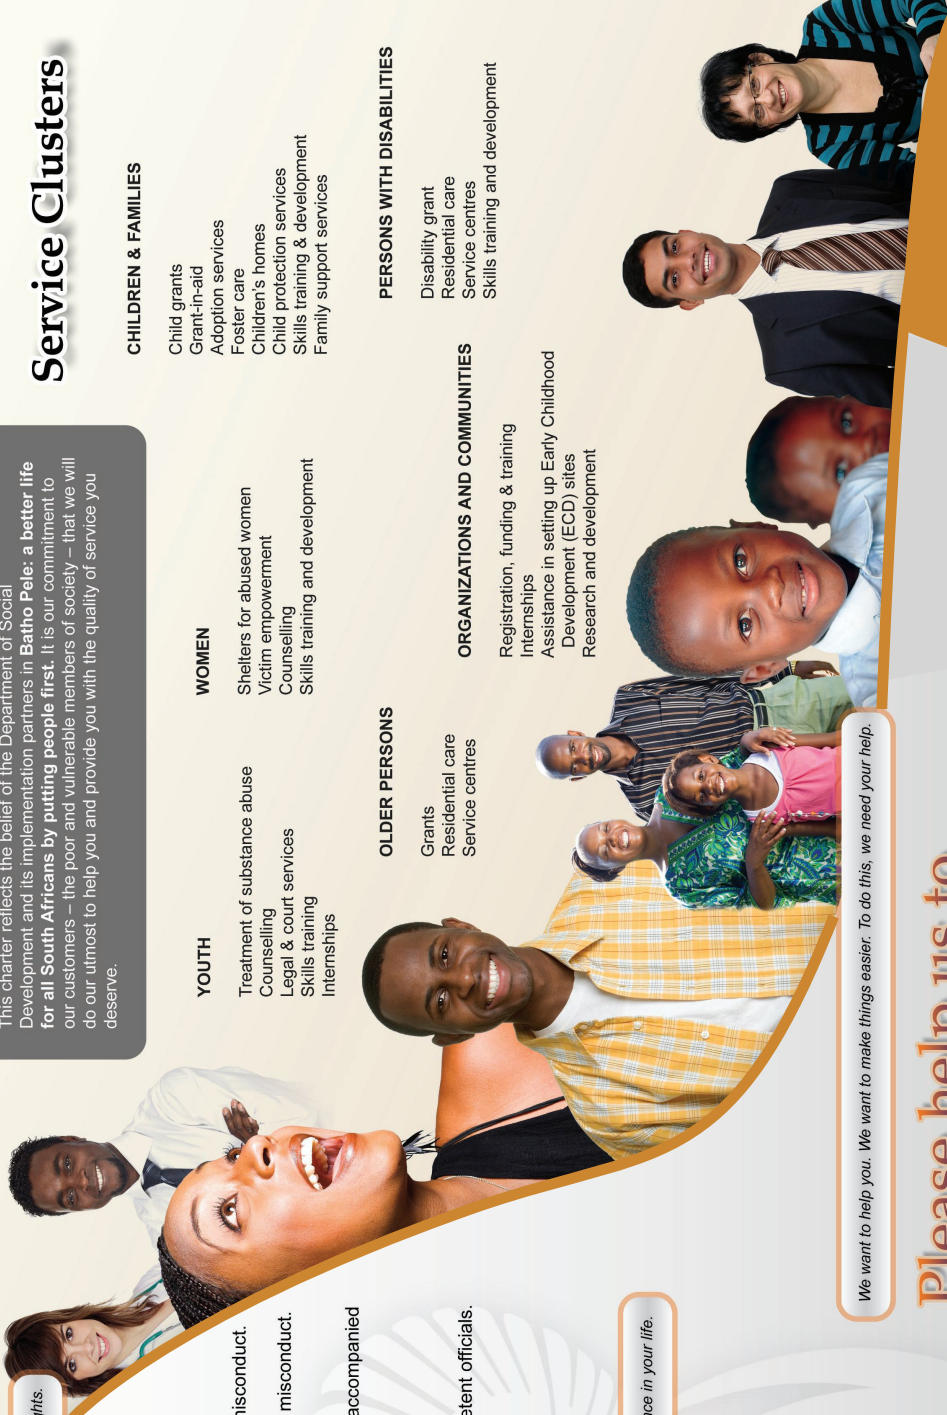 This charter reflects the belief of the Department of Social
Development and its implementation partners in Batho Pele: a better life
for all South Africans by putting people first. It is our commitment to
our customers – the poor and vulnerable members of society – that we will
do our utmost to help you and provide you with the quality of service you
deserve.
Service Clusters
YOUTH
Treatment of substance abuse
Counselling
Legal & court services
Skills training
Internships
WOMEN
Shelters for abused women
Victim empowerment
Counselling
Skills training and development
CHILDREN & FAMILIES
Child grants
Grant-in-aid
Adoption services
Foster care
Children's homes
Child protection services
Skills training & development
Family support services
OLDER PERSONS
Grants
Residential care
Service centres
ORGANIZATIONS AND COMMUNITIES
Registration, funding & training
Internships
Assistance in setting up Early Childhood
Development (ECD) sites
Research and development
PERSONS WITH DISABILITIES
Disability grant
Residential care
Service centres
Skills training and development
hts.
isconduct.
misconduct.
accompanied
etent officials.
nce in your life.
We want to help you. We want to make things easier. To do this, we need your help.
Please help us to